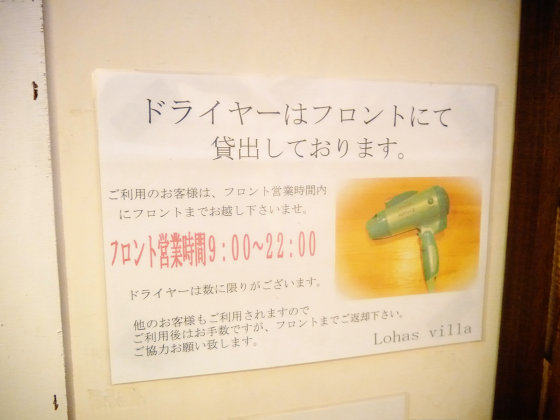 ドライヤーはフロントにて
貸出しております。
ご利用のお客様は、フロント営業時間内
にフロントまでお越し下さいませ。
フロント営業時間9：00～22：00
ドライヤーは数に限りがございます。
他のお客様もご利用されますので
ご利用後はお手数ですが、フロントまでご返却下さい。
ご協力お願い致します。
Lohas villa